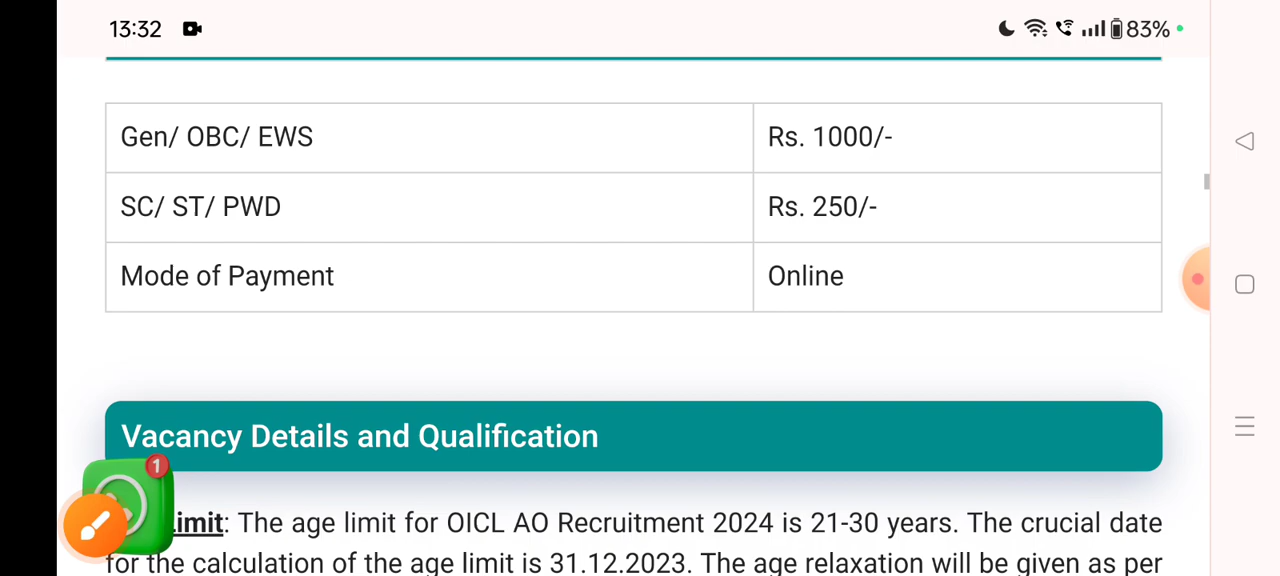 13:32
83%
Gen/ OBC/ EWS Rs. 1000/-
SC/ ST/ PWD Rs. 250/-
Mode of Payment Online
Vacancy Details and Qualification
1
imit: The age limit for OICL AO Recruitment 2024 is 21-30 years. The crucial date
for the calculation of the age limit is 31.12.2023. The age relaxation will be given as per